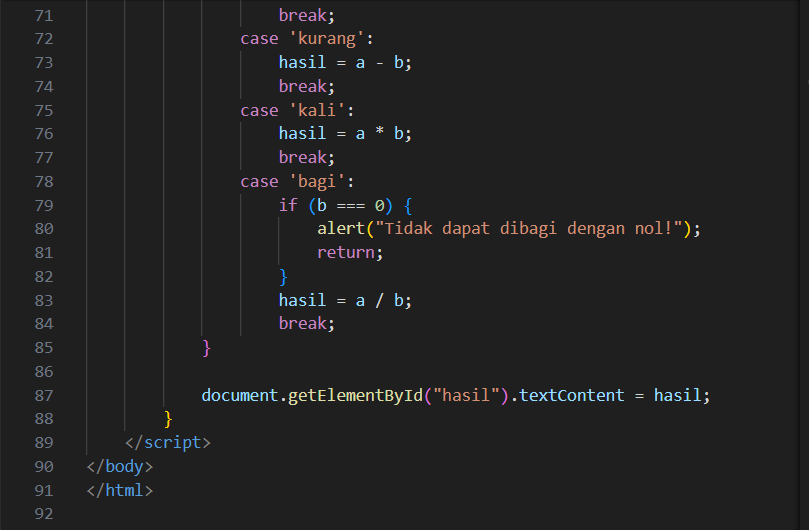 71 break;
72 case 'kurang':
73 hasil = a - b;
74 break;
75 case 'kali':
76 hasil = a * b;
77 break;
78 case 'bagi':
79 if (b === 0) {
80 alert("Tidak dapat dibagi dengan nol!");
81 return;
82 }
83 hasil = a / b;
84 break;
85 }
86
87 document.getElementById("hasil").textContent = hasil;
88 }
89 </script>
90 </body>
91 </html>
92